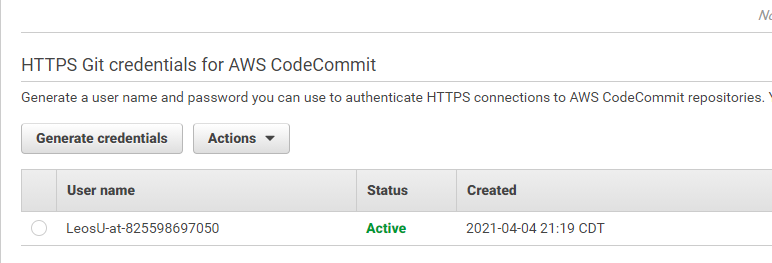 No
HTTPS Git credentials for AWS CodeCommit
Generate a user name and password you can use to authenticate HTTPS connections to AWS CodeCommit repositories.
Generate credentials Actions
User name Status Created
LeosU-at-825598697050 Active 2021-04-04 21:19 CDT